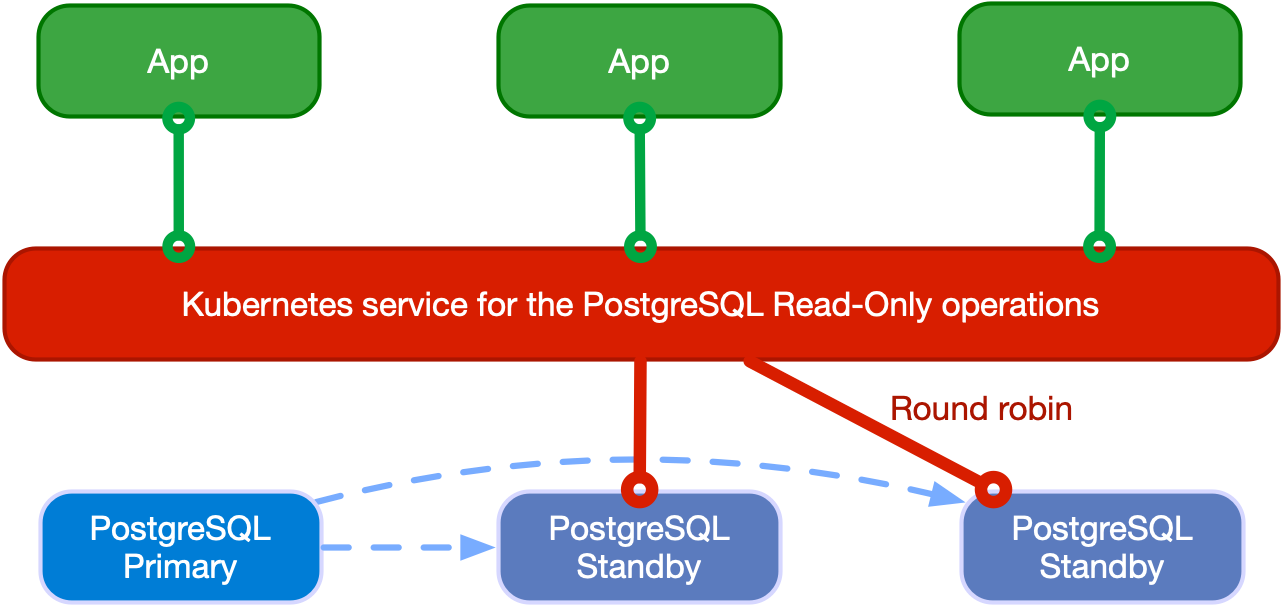 App
App
App
Kubernetes service for the PostgreSQL Read-Only operations
Round robin
PostgreSQL
Primary
PostgreSQL
Standby
PostgreSQL
Standby